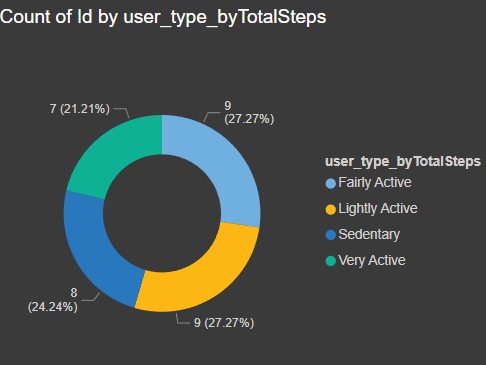 Count of Id by user_type_byTotalSteps
7 (21.21%)
9
(27.27%)
user_type_byTotalSteps
Fairly Active
Lightly Active
Sedentary
Very Active
8
(24.24%)
9 (27.27%)